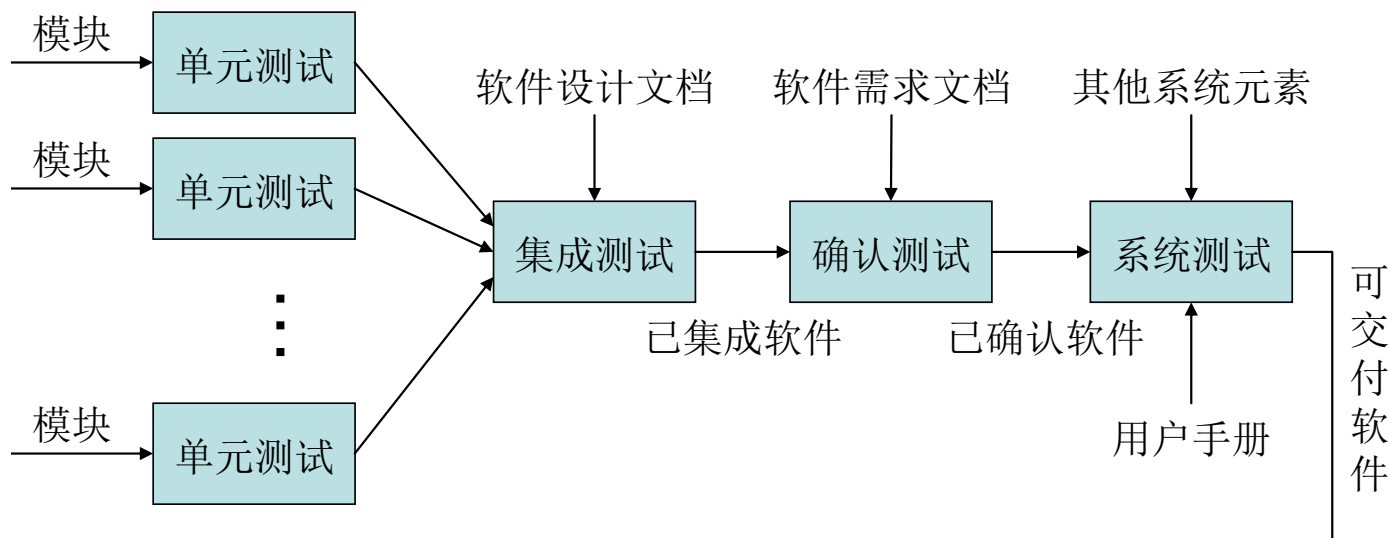 模块
单元测试
模块
单元测试
模块
单元测试
软件设计文档
软件需求文档
其他系统元素
集成测试
确认测试
系统测试
已集成软件
已确认软件
用户手册
可交付软件